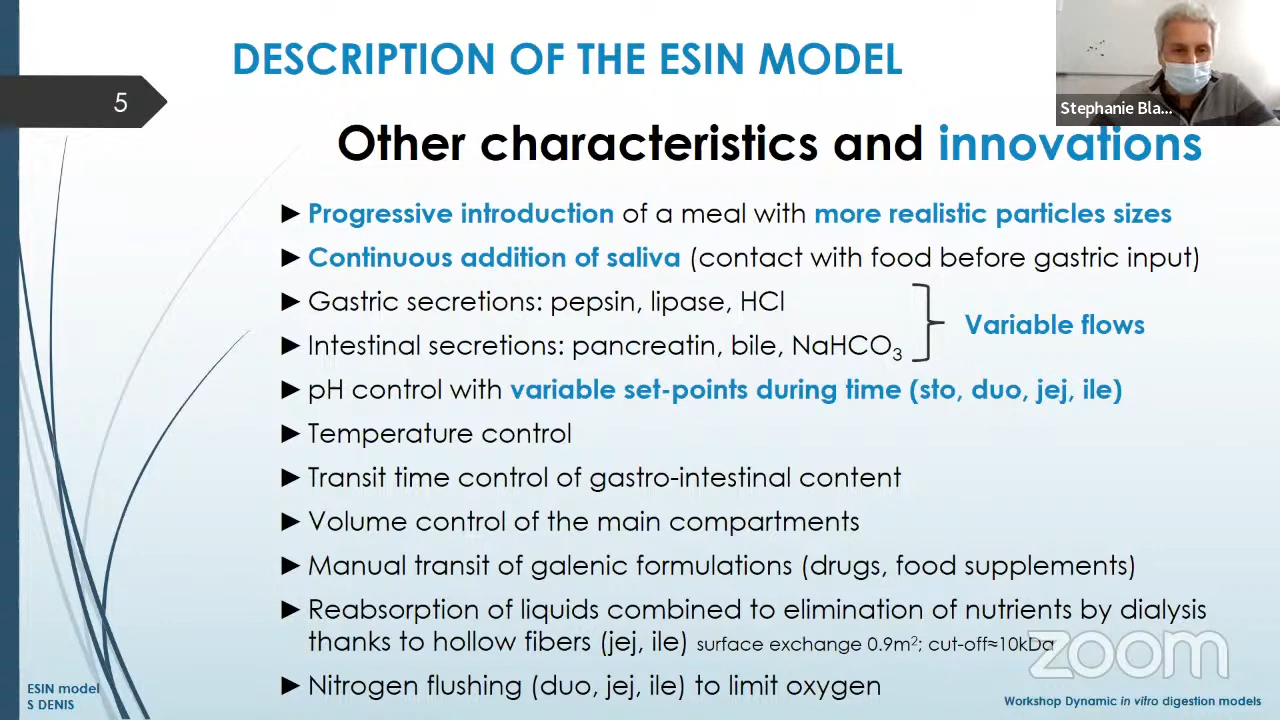 DESCRIPTION OF THE ESIN MODEL
5
Stephanie Bla...
Other characteristics and innovations
► Progressive introduction of a meal with more realistic particles sizes
► Continuous addition of saliva (contact with food before gastric input)
► Gastric secretions: pepsin, lipase, HCl
► Intestinal secretions: pancreatin, bile, NaHCO₃
Variable flows
► pH control with variable set-points during time (sto, duo, jej, ile)
► Temperature control
► Transit time control of gastro-intestinal content
► Volume control of the main compartments
► Manual transit of galenic formulations (drugs, food supplements)
► Reabsorption of liquids combined to elimination of nutrients by dialysis
thanks to hollow fibers (jej, ile) surface exchange 0.9m²; cut-off≈10kDa
► Nitrogen flushing (duo, jej, ile) to limit oxygen
zoom
ESIN model
S DENIS
Workshop Dynamic in vitro digestion models